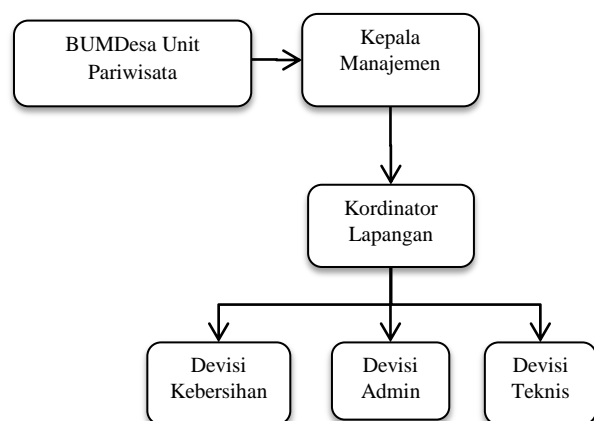 BUMDesa Unit
Pariwisata
Kepala
Manajemen
Kordinator
Lapangan
Devisi
Kebersihan
Devisi
Admin
Devisi
Teknis